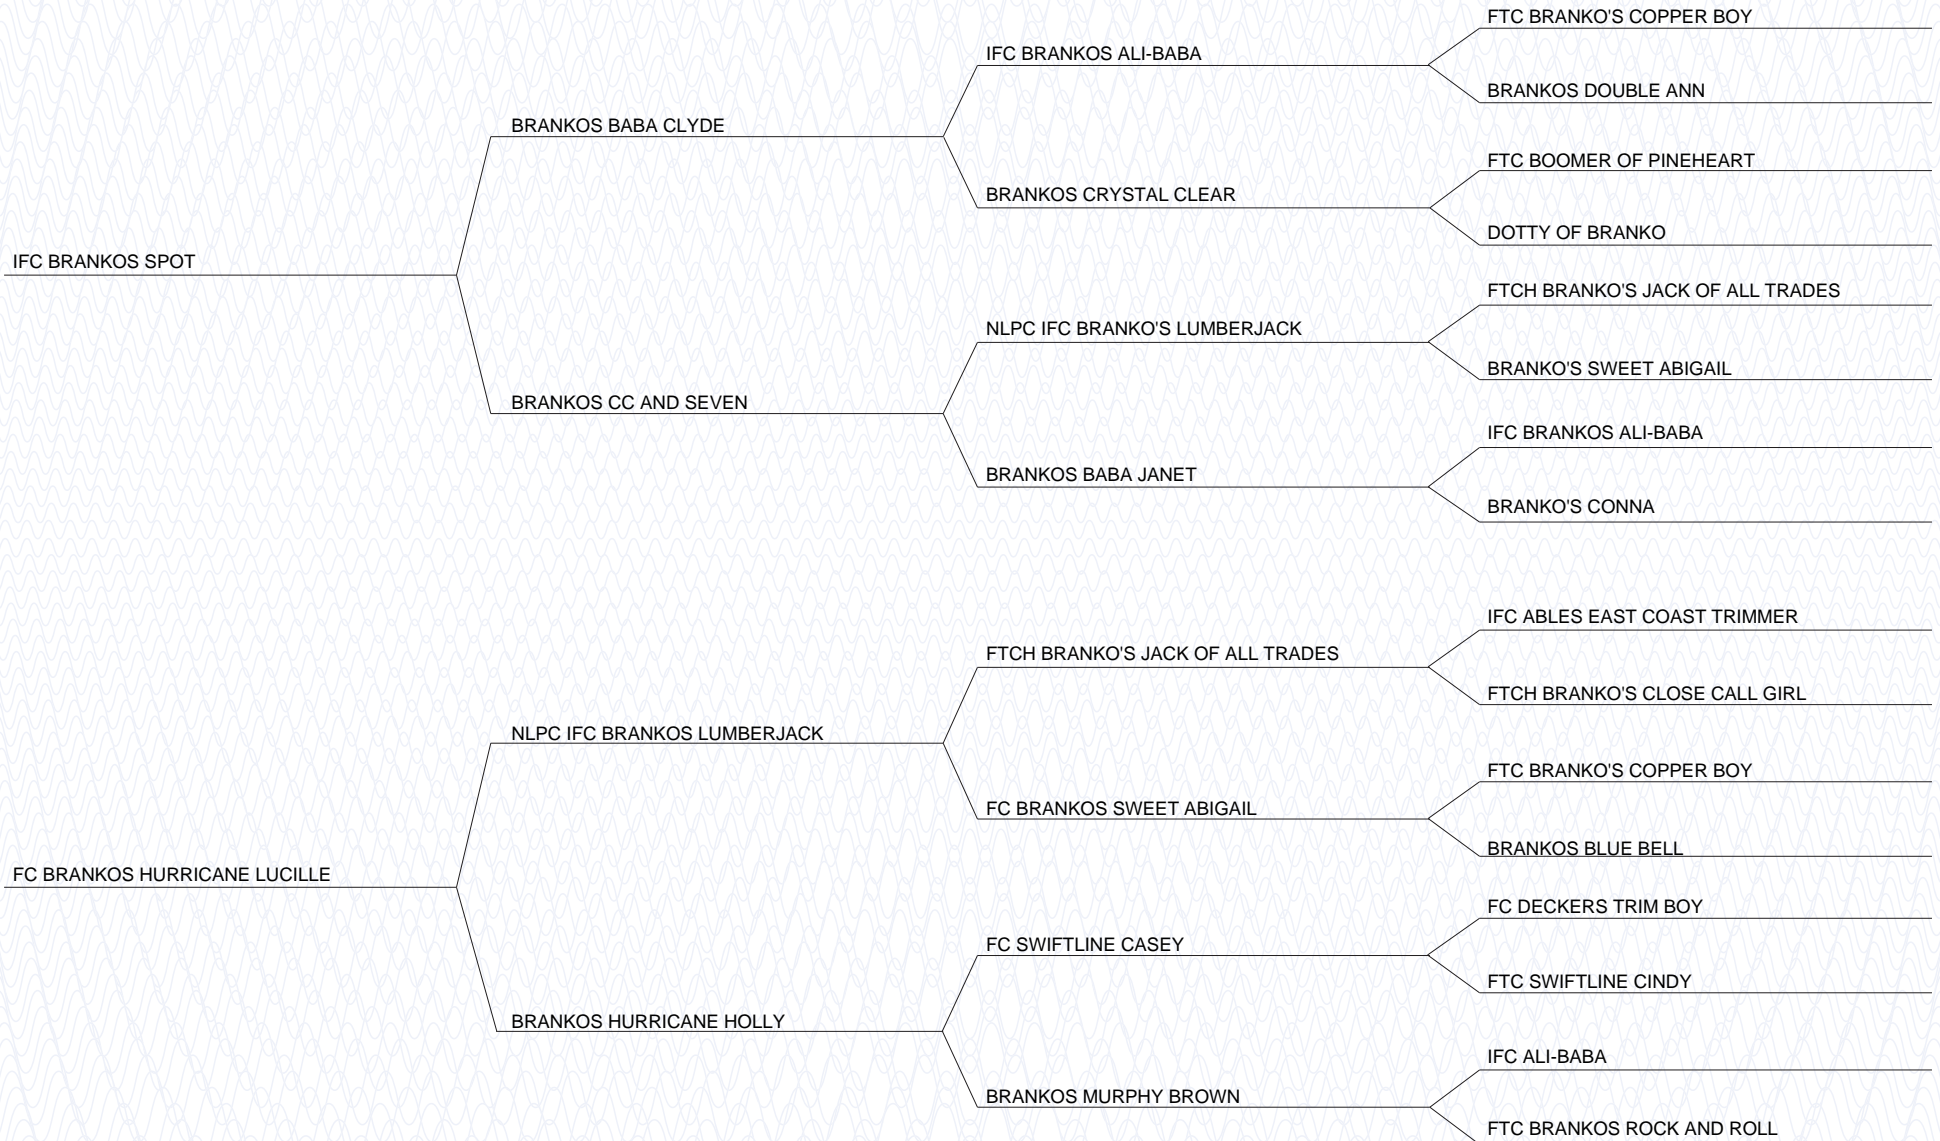 FTC BRANKO'S COPPER BOY
IFC BRANKOS ALI-BABA
BRANKOS DOUBLE ANN
BRANKOS BABA CLYDE
FTC BOOMER OF PINEHEART
BRANKOS CRYSTAL CLEAR
DOTTY OF BRANKO
IFC BRANKOS SPOT
FTCH BRANKO'S JACK OF ALL TRADES
NLPC IFC BRANKO'S LUMBERJACK
BRANKO'S SWEET ABIGAIL
BRANKOS CC AND SEVEN
IFC BRANKOS ALI-BABA
BRANKOS BABA JANET
BRANKO'S CONNA
IFC ABLES EAST COAST TRIMMER
FTCH BRANKO'S JACK OF ALL TRADES
FTCH BRANKO'S CLOSE CALL GIRL
NLPC IFC BRANKOS LUMBERJACK
FTC BRANKO'S COPPER BOY
FC BRANKOS SWEET ABIGAIL
BRANKOS BLUE BELL
FC BRANKOS HURRICANE LUCILLE
FC DECKERS TRIM BOY
FC SWIFTLINE CASEY
FTC SWIFTLINE CINDY
BRANKOS HURRICANE HOLLY
IFC ALI-BABA
BRANKOS MURPHY BROWN
FTC BRANKOS ROCK AND ROLL